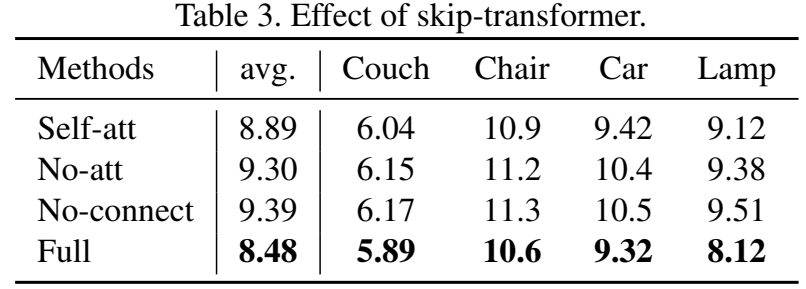 Table 3. Effect of skip-transformer.
Methods avg. Couch Chair Car Lamp
Self-att 8.89 6.04 10.9 9.42 9.12
No-att 9.30 6.15 11.2 10.4 9.38
No-connect 9.39 6.17 11.3 10.5 9.51
Full 8.48 5.89 10.6 9.32 8.12